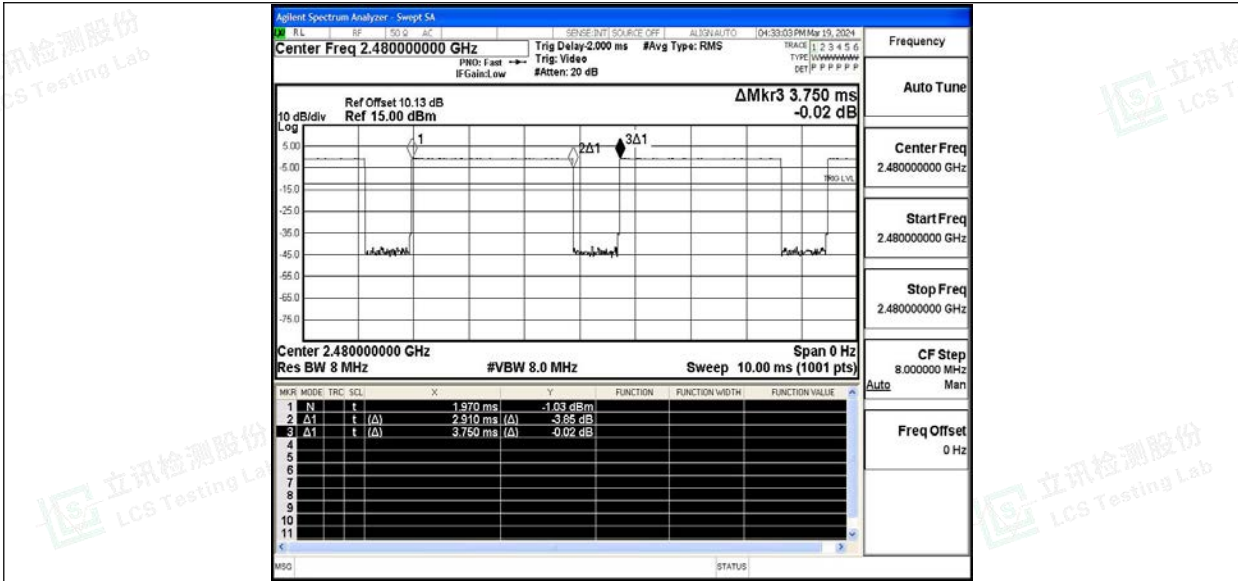 Agilent Spectrum Analyzer - Swept SA
RL RF 50 Ω AC SENSE:INT SOURCE OFF ALIGNAUTO 04:33:03 PM Mar 19, 2024
Center Freq 2.480000000 GHz
PNO: Fast
IFGain:Low
Trig Delay-2.000 ms #Avg Type: RMS
Trig: Video
#Atten: 20 dB
TRACE 1 2 3 4 5 6
TYPE WWWWWW
DET P P P P P P
ΔMkr3 3.750 ms
-0.02 dB
Ref Offset 10.13 dB
10 dB/div Ref 15.00 dBm
Log
1
2Δ1
3Δ1
TRIG LVL
5.00
-5.00
-15.0
-25.0
-35.0
-45.0
-55.0
-65.0
-75.0
Center 2.480000000 GHz Span 0 Hz
Res BW 8 MHz #VBW 8.0 MHz Sweep 10.00 ms (1001 pts)
MKR MODE TRC SCL X Y FUNCTION FUNCTION WIDTH FUNCTION VALUE
1 N t 1.970 ms -1.03 dBm
2 Δ1 t (Δ) 2.910 ms (Δ) -3.85 dB
3 Δ1 t (Δ) 3.750 ms (Δ) -0.02 dB
4
5
6
7
8
9
10
11
MSG STATUS
Frequency
Auto Tune
Center Freq
2.480000000 GHz
Start Freq
2.480000000 GHz
Stop Freq
2.480000000 GHz
CF Step
8.000000 MHz
Auto Man
Freq Offset
0 Hz
讯检测股份
CS Testing Lab
立讯检
LCS T
立讯检测股份
LCS Testing Lab
立讯检测股份
LCS Testing Lab